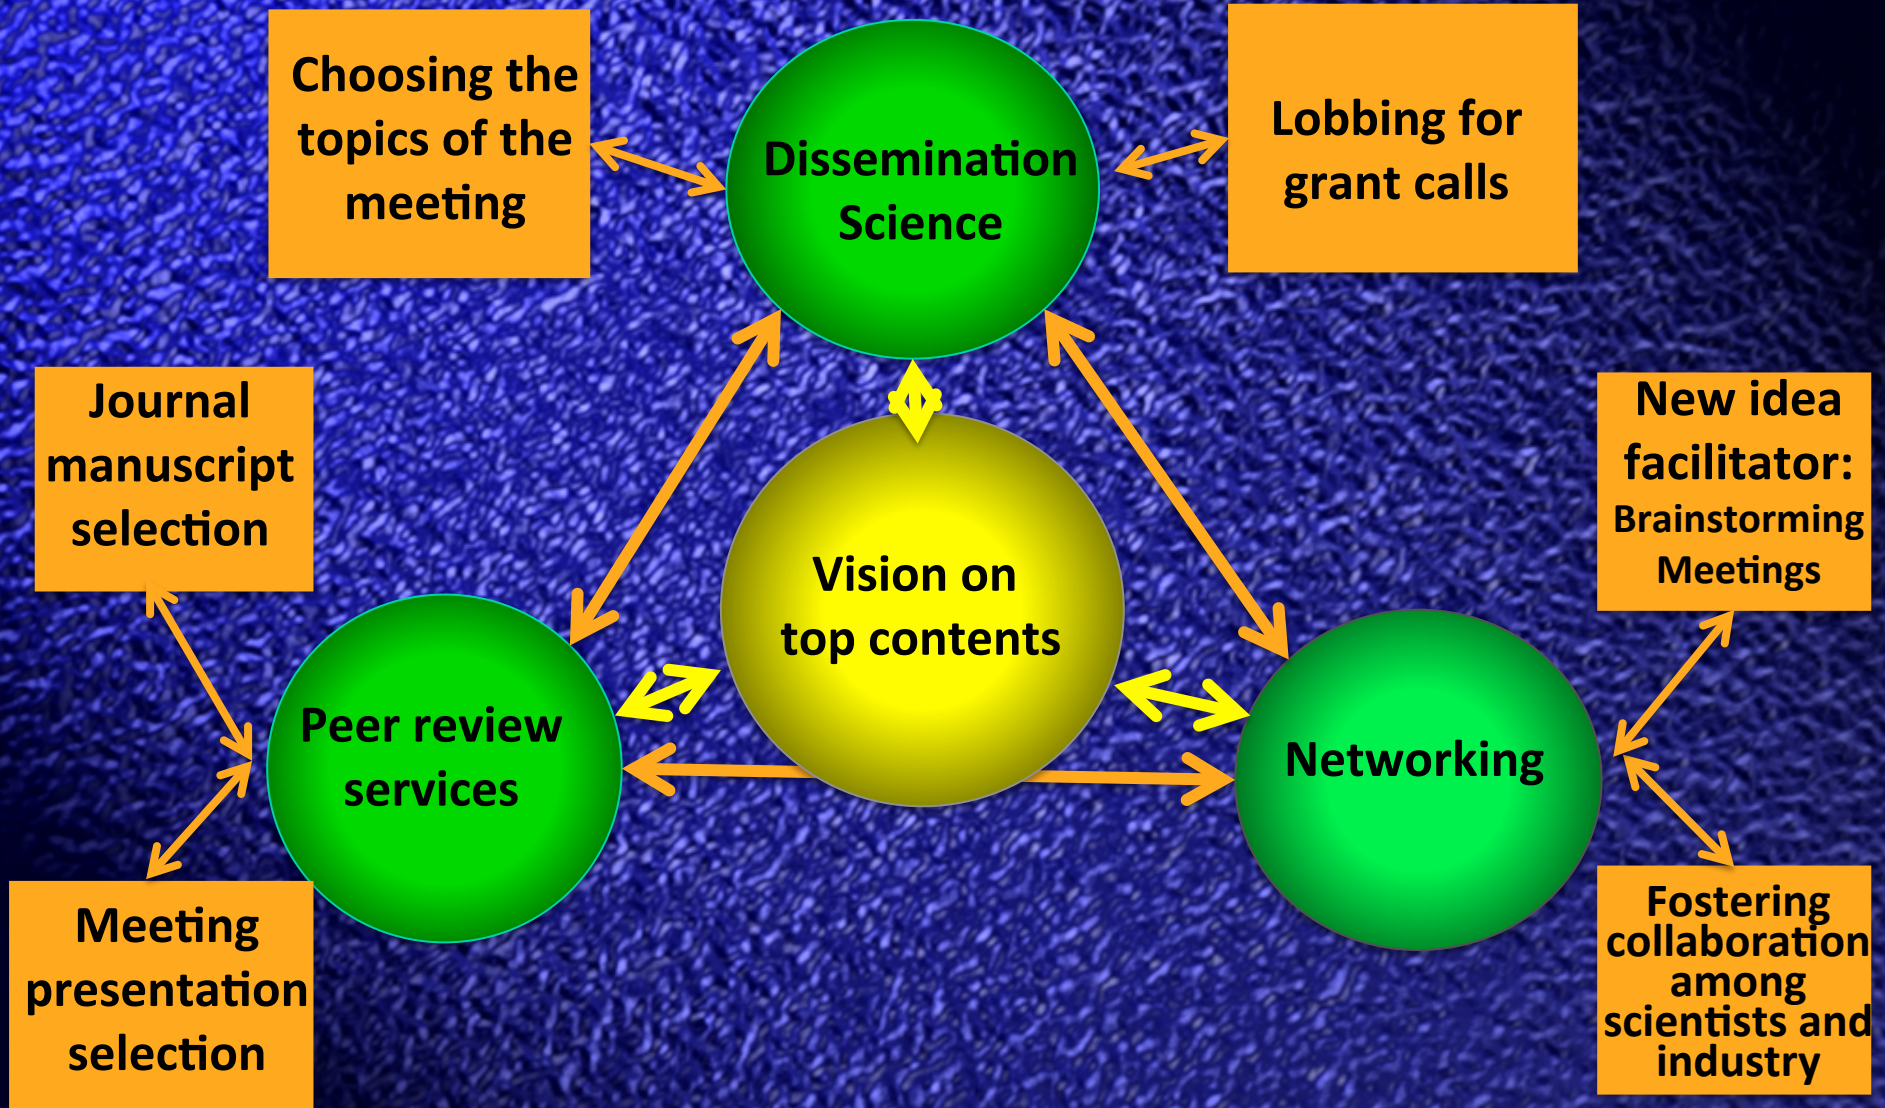 Choosing the
topics of the
meeting
Dissemination
Science
Lobbing for
grant calls
Journal
manuscript
selection
New idea
facilitator:
Brainstorming
Meetings
Vision on
top contents
Peer review
services
Networking
Meeting
presentation
selection
Fostering
collaboration
among
scientists and
industry